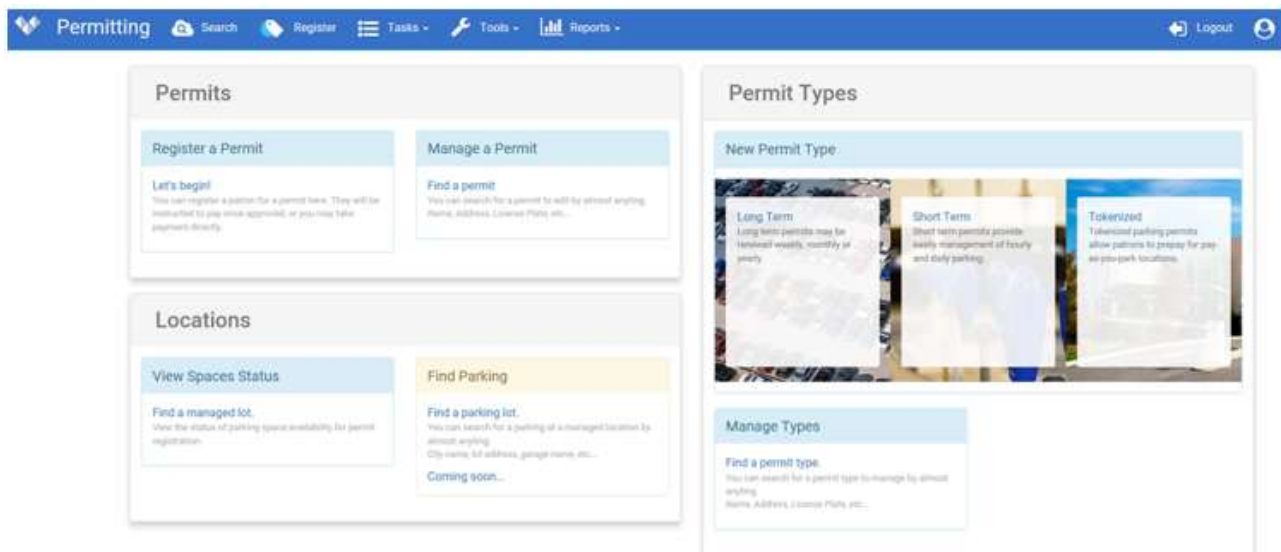 Permitting Search Register Tasks Tools Reports Logout
Permits
Register a Permit
Let's begin!
You can register a patron for a permit here. They will be
instructed to pay once approved, or you may take
payment directly.
Manage a Permit
Find a permit
You can search for a permit to edit by almost anyting.
Name, Address, License Plate, etc...
Locations
View Spaces Status
Find a managed lot.
View the status of parking space availability for permit
registration.
Find Parking
Find a parking lot.
You can search for a parking at a managed location by
almost anyting.
City name, lot address, garage name, etc...
Coming soon...
Permit Types
New Permit Type
Long Term
Long term permits may be
renewed weekly, monthly or
yearly.
Short Term
Short term permits provide
easily management of hourly
and daily parking.
Tokenized
Tokenized parking permits
allow patrons to prepay for pay-
as-you-park locations.
Manage Types
Find a permit type.
You can search for a permit type to manage by almost
anyting.
Name, Address, License Plate, etc...